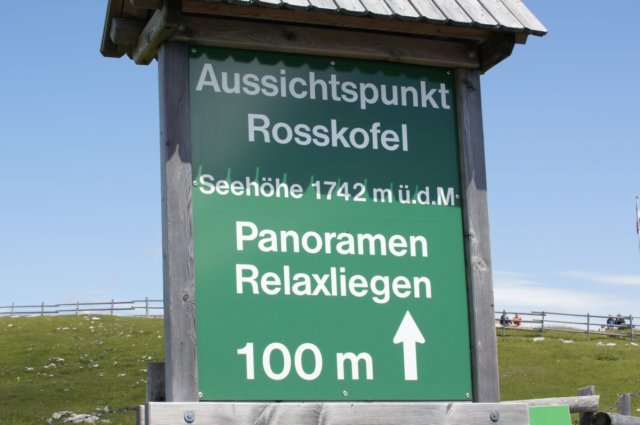 Aussichtspunkt
Rosskofel
Seehöhe 1742 m ü.d.M
Panoramen
Relaxliegen
100 m